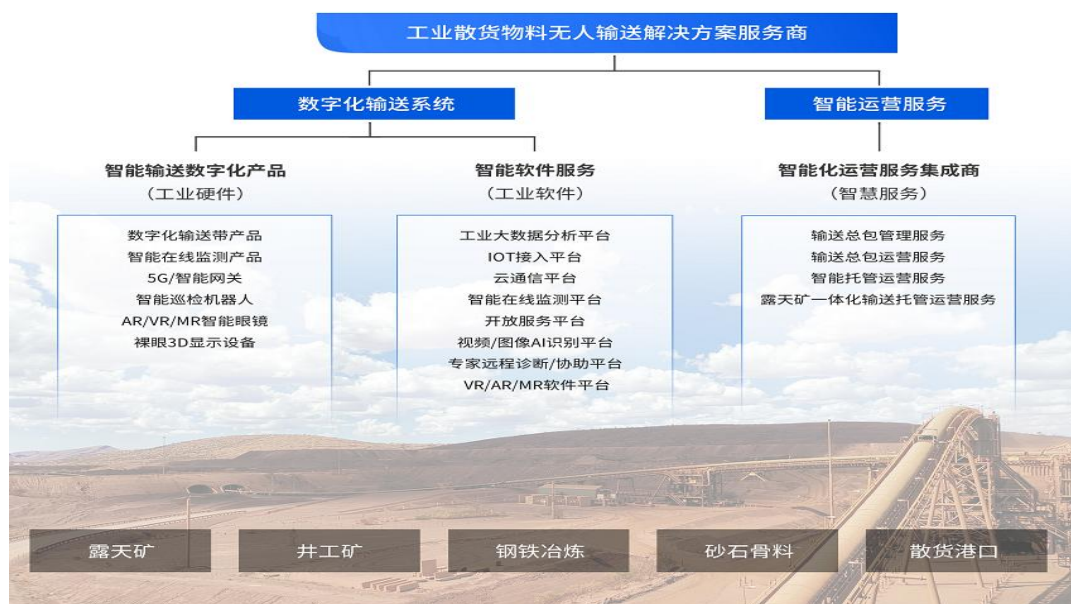 工业散货物料无人输送解决方案服务商
数字化输送系统
智能运营服务
智能输送数字化产品
（工业硬件）
数字化输送带产品
智能在线监测产品
5G/智能网关
智能巡检机器人
AR/VR/MR智能眼镜
裸眼3D显示设备
智能软件服务
（工业软件）
工业大数据分析平台
IOT接入平台
云通信平台
智能在线监测平台
开放服务平台
视频/图像AI识别平台
专家远程诊断/协助平台
VR/AR/MR软件平台
智能化运营服务集成商
（智慧服务）
输送总包管理服务
输送总包运营服务
智能托管运营服务
露天矿一体化输送托管运营服务
露天矿
井工矿
钢铁冶炼
砂石骨料
散货港口